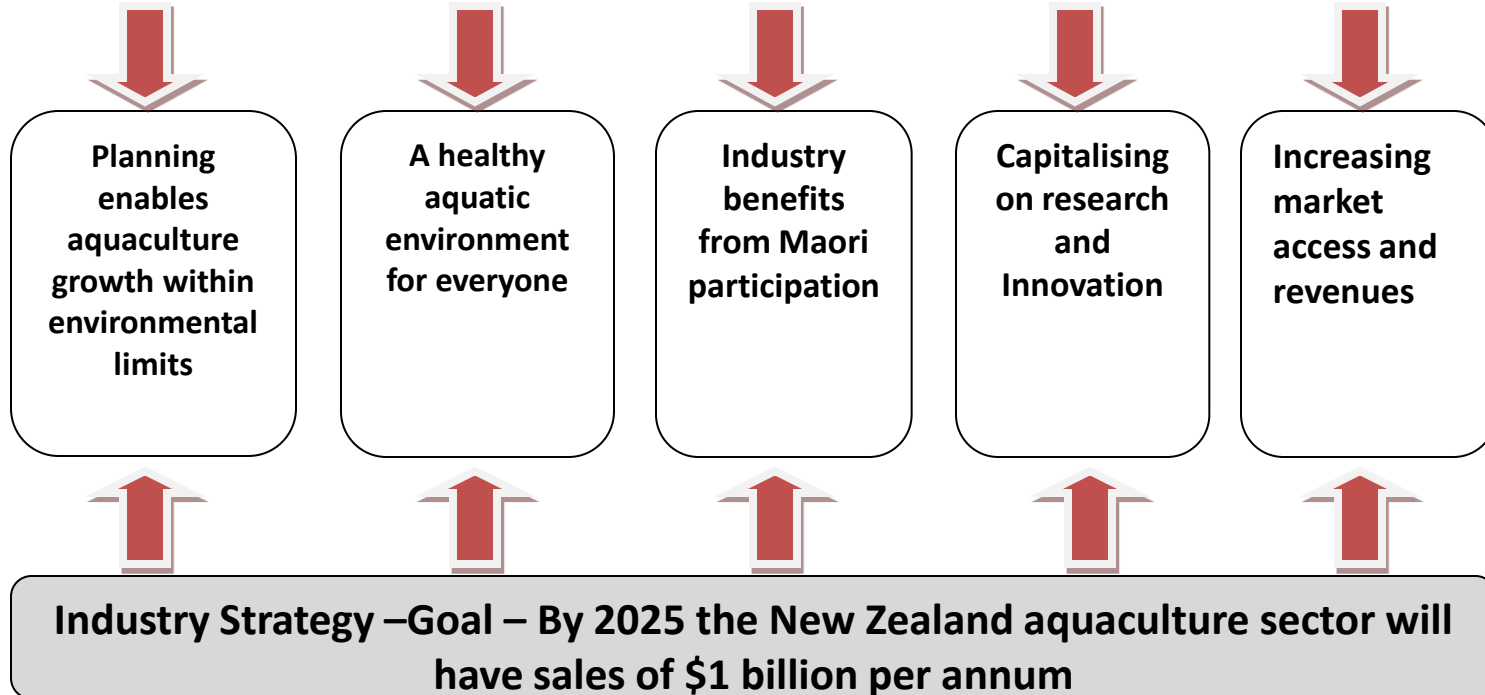 Planning
enables
aquaculture
growth within
environmental
limits
A healthy
aquatic
environment
for everyone
Industry
benefits
from Maori
participation
Capitalising
on research
and
Innovation
Increasing
market
access and
revenues
Industry Strategy –Goal – By 2025 the New Zealand aquaculture sector will
have sales of $1 billion per annum